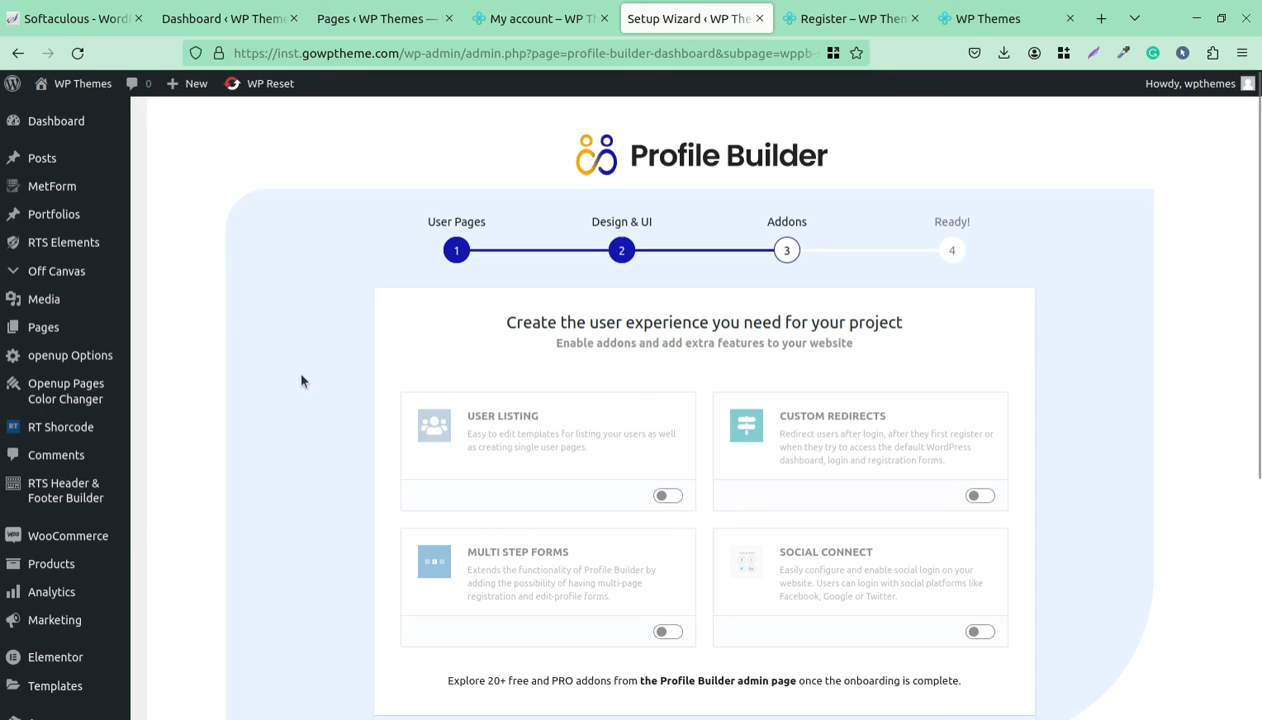 Softaculous - Word
Dashboard ‹ WP Them
Pages ‹ WP Themes —
My account – WP T
Setup Wizard ‹ WP The
Register – WP Them
WP Themes
https://inst.gowptheme.com/wp-admin/admin.php?page=profile-builder-dashboard&subpage=wppb-s
WP Themes
0
New
WP Reset
Howdy, wpthemes
Dashboard
Posts
MetForm
Portfolios
RTS Elements
Off Canvas
Media
Pages
openup Options
Openup Pages
Color Changer
RT Shorcode
Comments
RTS Header &
Footer Builder
WooCommerce
Products
Analytics
Marketing
Elementor
Templates
Profile Builder
User Pages
Design & UI
Addons
Ready!
1
2
3
4
Create the user experience you need for your project
Enable addons and add extra features to your website
USER LISTING
Easy to edit templates for listing your users as well
as creating single user pages.
CUSTOM REDIRECTS
Redirect users after login, after they first register or
when they try to access the default WordPress
dashboard, login and registration forms.
MULTI STEP FORMS
Extends the functionality of Profile Builder by
adding the possibility of having multi-page
registration and edit-profile forms.
SOCIAL CONNECT
Easily configure and enable social login on your
website. Users can login with social platforms like
Facebook, Google or Twitter.
Explore 20+ free and PRO addons from the Profile Builder admin page once the onboarding is complete.